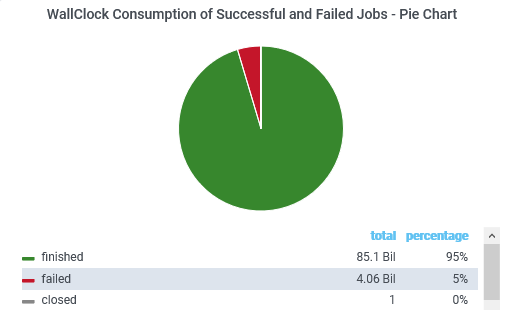 WallClock Consumption of Successful and Failed Jobs - Pie Chart
total percentage
finished 85.1 Bil 95%
failed 4.06 Bil 5%
closed 1 0%